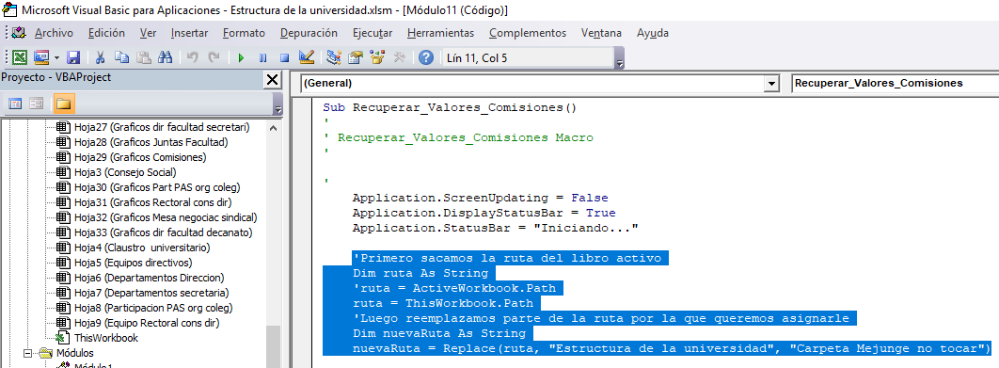 Microsoft Visual Basic para Aplicaciones - Estructura de la universidad.xlsm - [Módulo11 (Código)]
Archivo Edición Ver Insertar Formato Depuración Ejecutar Herramientas Complementos Ventana Ayuda
Lín 11, Col 5
Proyecto - VBAProject
Hoja27 (Graficos dir facultad secretari)
Hoja28 (Graficos Juntas Facultad)
Hoja29 (Graficos Comisiones)
Hoja3 (Consejo Social)
Hoja30 (Graficos Part PAS org coleg)
Hoja31 (Graficos Rectoral cons dir)
Hoja32 (Graficos Mesa negociac sindical)
Hoja33 (Graficos dir facultad decanato)
Hoja4 (Claustro universitario)
Hoja5 (Equipos directivos)
Hoja6 (Departamentos Direccion)
Hoja7 (Departamentos secretaria)
Hoja8 (Participacion PAS org coleg)
Hoja9 (Equipo Rectoral cons dir)
ThisWorkbook
Módulos
Módulo1
(General) Recuperar_Valores_Comisiones
Sub Recuperar_Valores_Comisiones()
'
' Recuperar_Valores_Comisiones Macro
'
'
Application.ScreenUpdating = False
Application.DisplayStatusBar = True
Application.StatusBar = "Iniciando..."
'Primero sacamos la ruta del libro activo
Dim ruta As String
'ruta = ActiveWorkbook.Path
ruta = ThisWorkbook.Path
'Luego reemplazamos parte de la ruta por la que queremos asignarle
Dim nuevaRuta As String
nuevaRuta = Replace(ruta, "Estructura de la universidad", "Carpeta Mejunge no tocar")